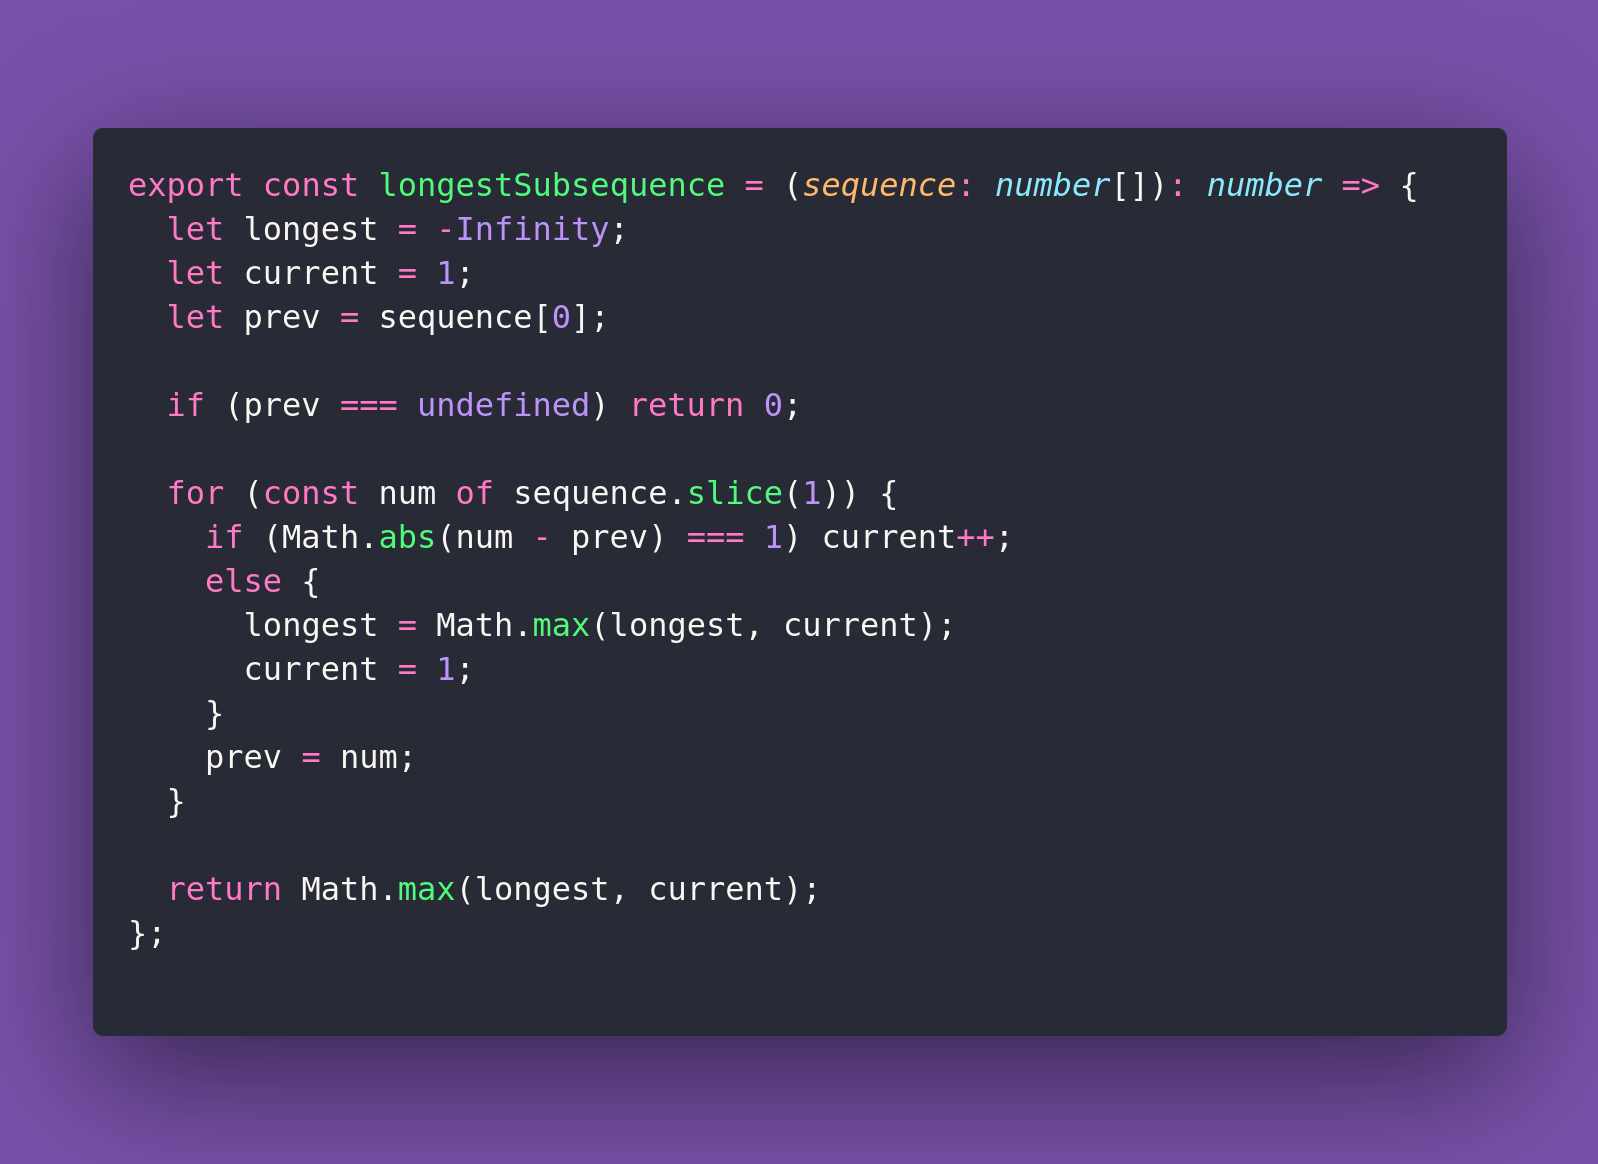 export const longestSubsequence = (sequence: number[]): number => {
  let longest = -Infinity;
  let current = 1;
  let prev = sequence[0];

  if (prev === undefined) return 0;

  for (const num of sequence.slice(1)) {
    if (Math.abs(num - prev) === 1) current++;
    else {
      longest = Math.max(longest, current);
      current = 1;
    }
    prev = num;
  }

  return Math.max(longest, current);
};